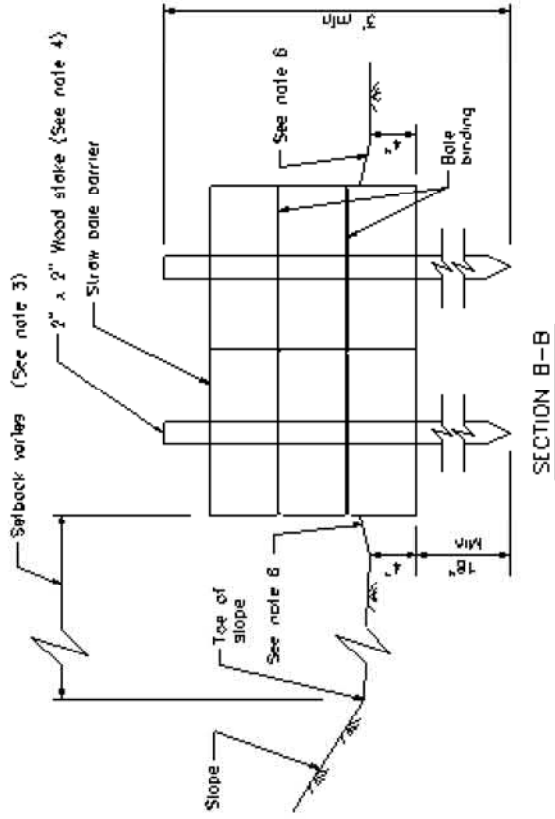 Setback varies (See note 3)
2" x 2" Wood stake (See note 4)
Straw bale barrier
See note 6
3' min
4"
Bale
binding
Slope
Toe of
slope
See note 6
4"
18"
Min
SECTION B-B